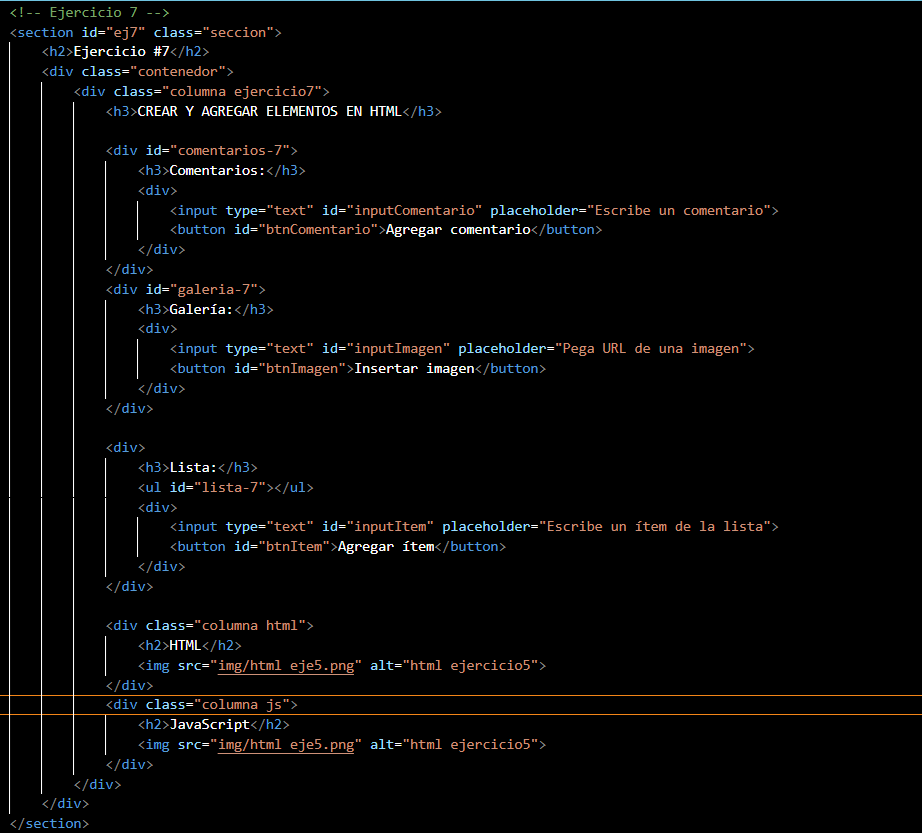 <!-- Ejercicio 7 -->
<section id="ej7" class="seccion">
<h2>Ejercicio #7</h2>
<div class="contenedor">
<div class="columna ejercicio7">
<h3>CREAR Y AGREGAR ELEMENTOS EN HTML</h3>
<div id="comentarios-7">
<h3>Comentarios:</h3>
<div>
<input type="text" id="inputComentario" placeholder="Escribe un comentario">
<button id="btnComentario">Agregar comentario</button>
</div>
</div>
<div id="galeria-7">
<h3>Galería:</h3>
<div>
<input type="text" id="inputImagen" placeholder="Pega URL de una imagen">
<button id="btnImagen">Insertar imagen</button>
</div>
</div>
<div>
<h3>Lista:</h3>
<ul id="lista-7"></ul>
<div>
<input type="text" id="inputItem" placeholder="Escribe un ítem de la lista">
<button id="btnItem">Agregar ítem</button>
</div>
</div>
<div class="columna html">
<h2>HTML</h2>
<img src="img/html eje5.png" alt="html ejercicio5">
</div>
<div class="columna js">
<h2>JavaScript</h2>
<img src="img/html eje5.png" alt="html ejercicio5">
</div>
</div>
</div>
</section>